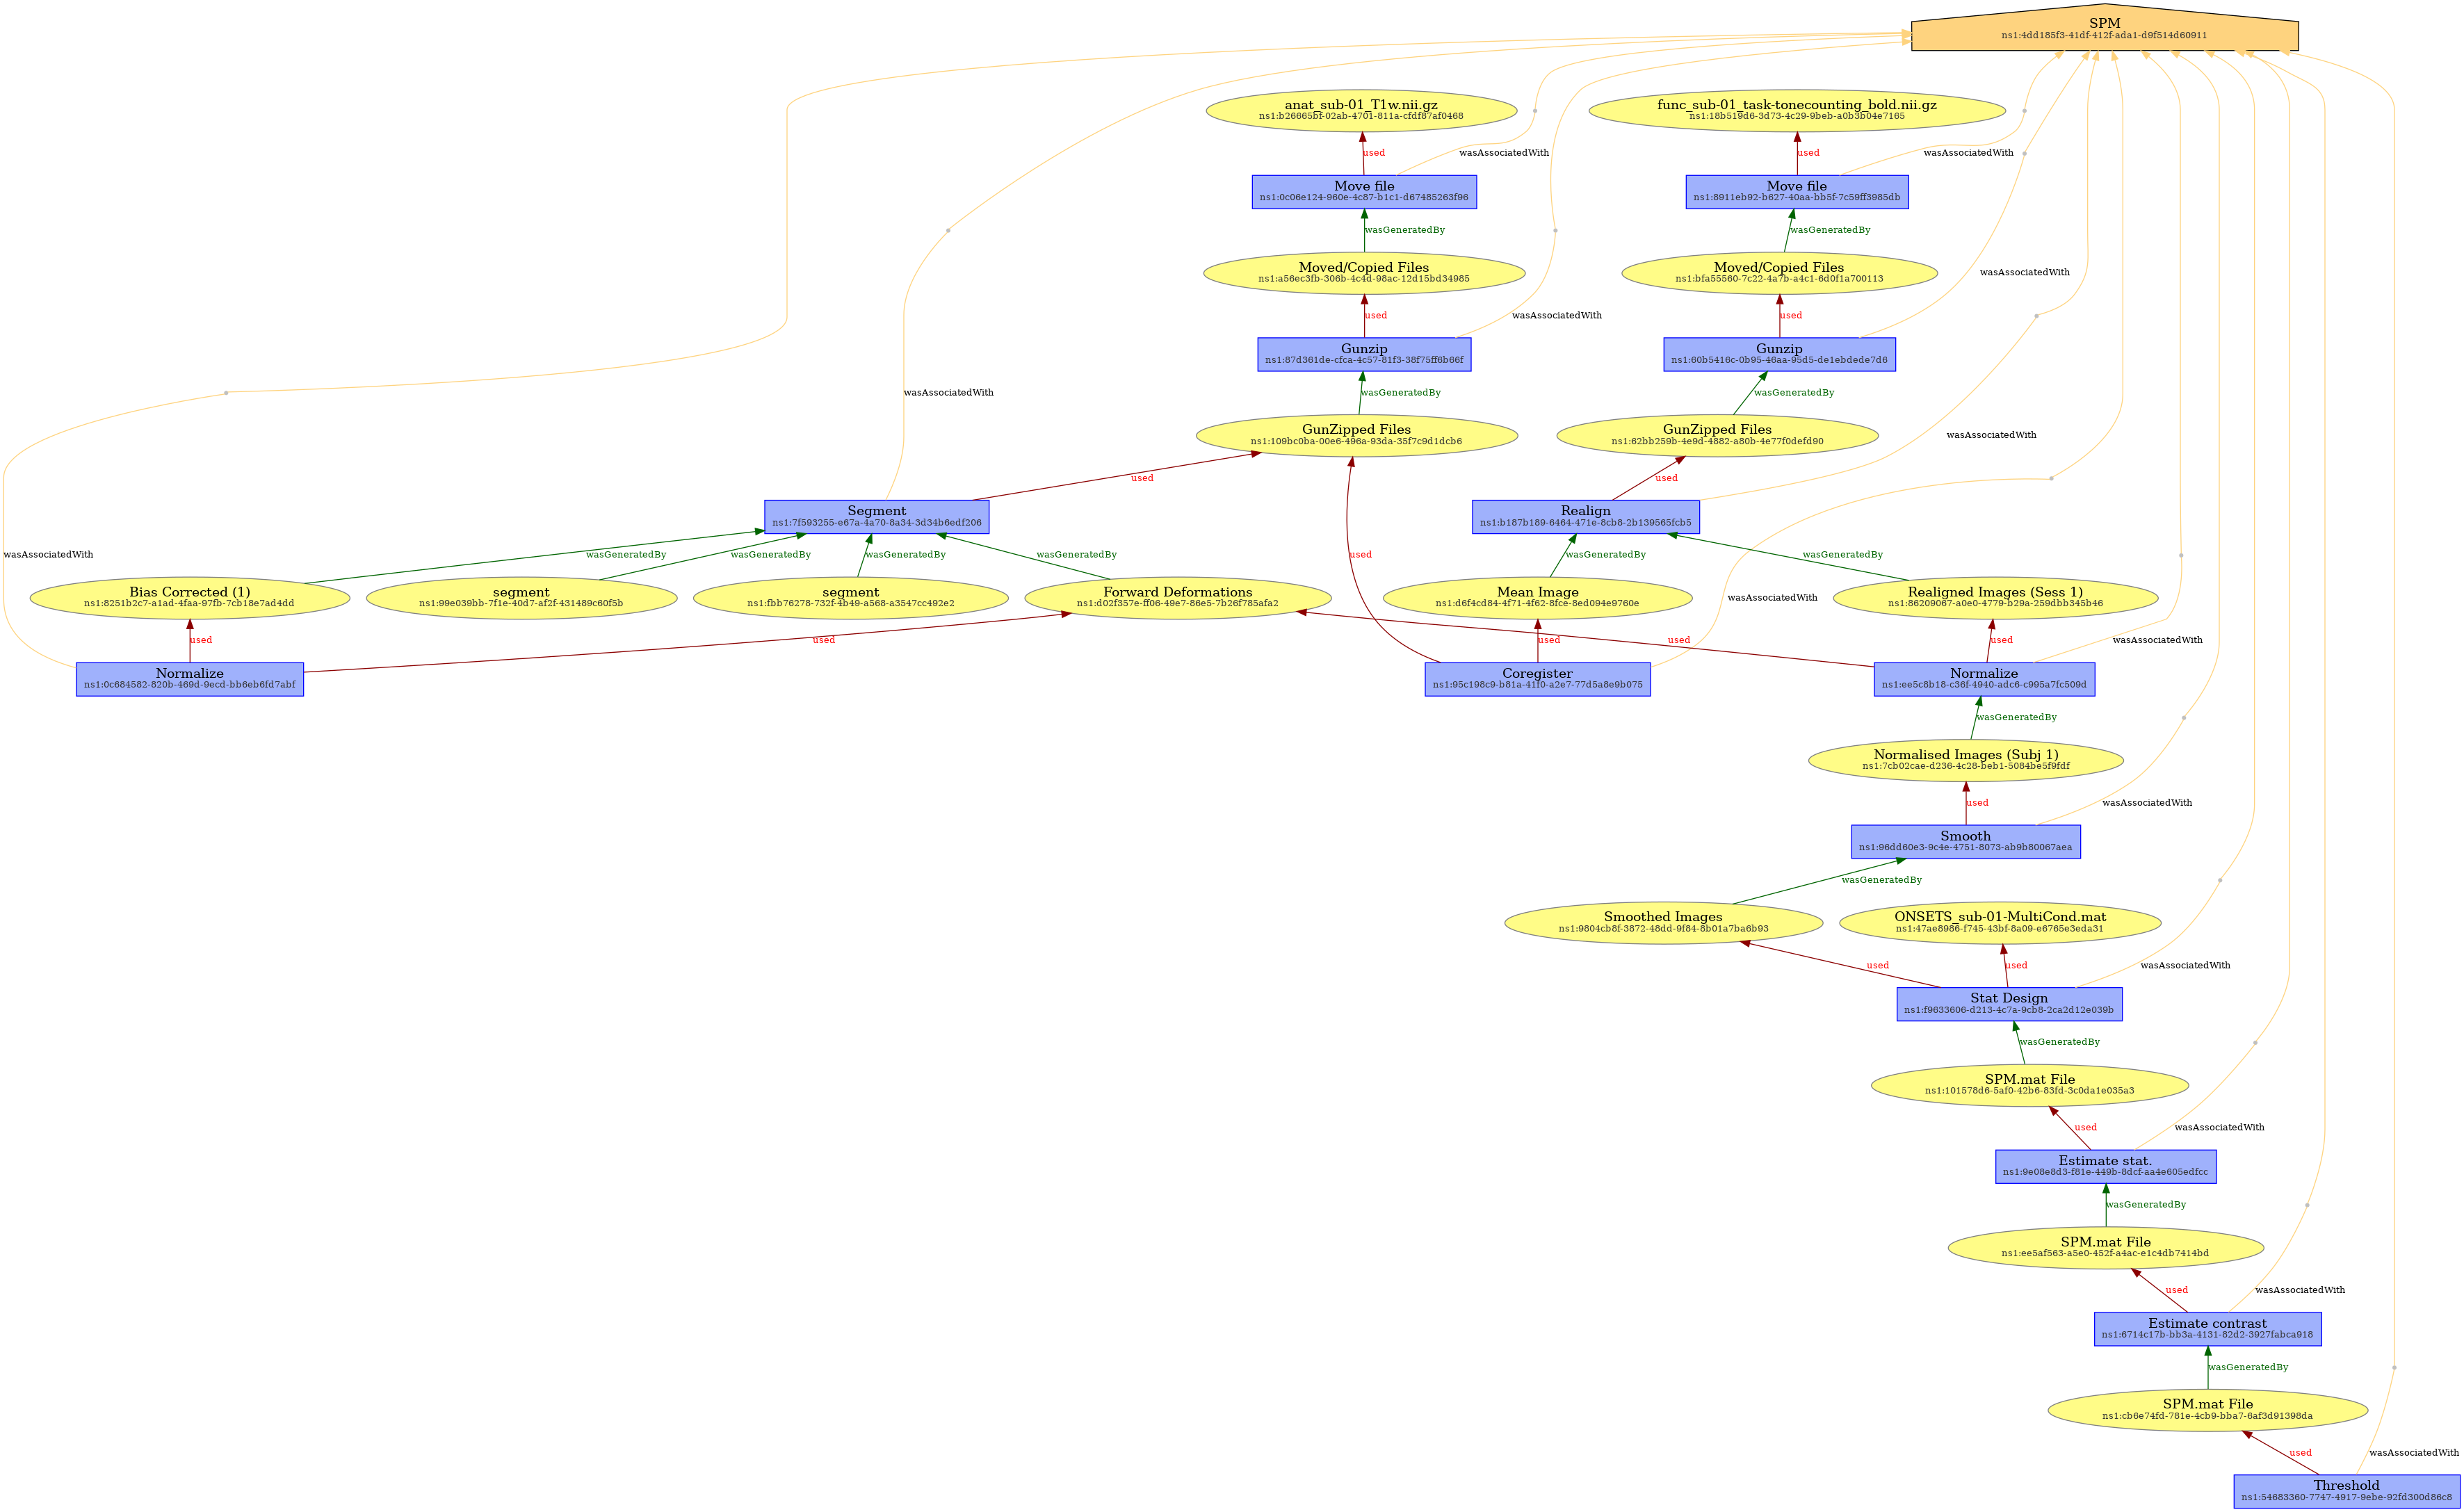 SPM
ns1:4dd185f3-41df-412f-ada1-d9f514d60911
anat_sub-01_T1w.nii.gz
ns1:b26665bf-02ab-4701-811a-cfdf87af0468
func_sub-01_task-tonecounting_bold.nii.gz
ns1:18b519d6-3d73-4c29-9beb-a0b3b04e7165
used
wasAssociatedWith
used
wasAssociatedWith
Move file
ns1:0c06e124-960e-4c87-b1c1-d67485263f96
Move file
ns1:8911eb92-b627-40aa-bb5f-7c59ff3985db
wasGeneratedBy
wasGeneratedBy
Moved/Copied Files
ns1:a56ec3fb-306b-4c4d-98ac-12d15bd34985
Moved/Copied Files
ns1:bfa55560-7c22-4a7b-a4c1-6d0f1a700113
wasAssociatedWith
used
wasAssociatedWith
used
Gunzip
ns1:87d361de-cfca-4c57-81f3-38f75ff6b66f
Gunzip
ns1:60b5416c-0b95-46aa-95d5-de1ebdede7d6
wasAssociatedWith
wasGeneratedBy
wasGeneratedBy
GunZipped Files
ns1:109bc0ba-00e6-496a-93da-35f7c9d1dcb6
GunZipped Files
ns1:62bb259b-4e9d-4882-a80b-4e77f0defd90
wasAssociatedWith
used
used
Segment
ns1:7f593255-e67a-4a70-8a34-3d34b6edf206
Realign
ns1:b187b189-6464-471e-8cb8-2b139565fcb5
wasAssociatedWith
wasGeneratedBy
wasGeneratedBy
wasGeneratedBy
wasGeneratedBy
used
wasGeneratedBy
wasGeneratedBy
Bias Corrected (1)
ns1:8251b2c7-a1ad-4faa-97fb-7cb18e7ad4dd
segment
ns1:99e039bb-7f1e-40d7-af2f-431489c60f5b
segment
ns1:fbb76278-732f-4b49-a568-a3547cc492e2
Forward Deformations
ns1:d02f357e-ff06-49e7-86e5-7b26f785afa2
Mean Image
ns1:d6f4cd84-4f71-4f62-8fce-8ed094e9760e
wasAssociatedWith
Realigned Images (Sess 1)
ns1:86209067-a0e0-4779-b29a-259dbb345b46
used
used
used
used
used
wasAssociatedWith
Normalize
ns1:0c684582-820b-469d-9ecd-bb6eb6fd7abf
Coregister
ns1:95c198c9-b81a-41f0-a2e7-77d5a8e9b075
Normalize
ns1:ee5c8b18-c36f-4940-adc6-c995a7fc509d
wasGeneratedBy
Normalised Images (Subj 1)
ns1:7cb02cae-d236-4c28-beb1-5084be5f9fdf
used
wasAssociatedWith
Smooth
ns1:96dd60e3-9c4e-4751-8073-ab9b80067aea
wasGeneratedBy
Smoothed Images
ns1:9804cb8f-3872-48dd-9f84-8b01a7ba6b93
ONSETS_sub-01-MultiCond.mat
ns1:47ae8986-f745-43bf-8a09-e6765e3eda31
used
used
wasAssociatedWith
Stat Design
ns1:f9633606-d213-4c7a-9cb8-2ca2d12e039b
wasGeneratedBy
SPM.mat File
ns1:101578d6-5af0-42b6-83fd-3c0da1e035a3
used
wasAssociatedWith
Estimate stat.
ns1:9e08e8d3-f81e-449b-8dcf-aa4e605edfcc
wasGeneratedBy
SPM.mat File
ns1:ee5af563-a5e0-452f-a4ac-e1c4db7414bd
used
wasAssociatedWith
Estimate contrast
ns1:6714c17b-bb3a-4131-82d2-3927fabca918
wasGeneratedBy
SPM.mat File
ns1:cb6e74fd-781e-4cb9-bba7-6af3d91398da
used
wasAssociatedWith
Threshold
ns1:54683360-7747-4917-9ebe-92fd300d86c8